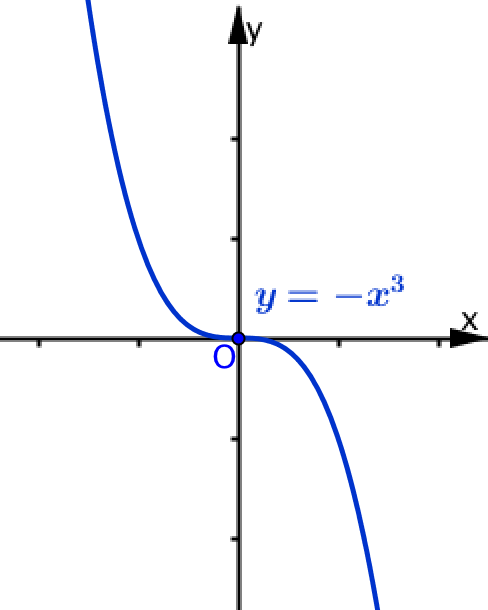 y
y = −x³
x
O